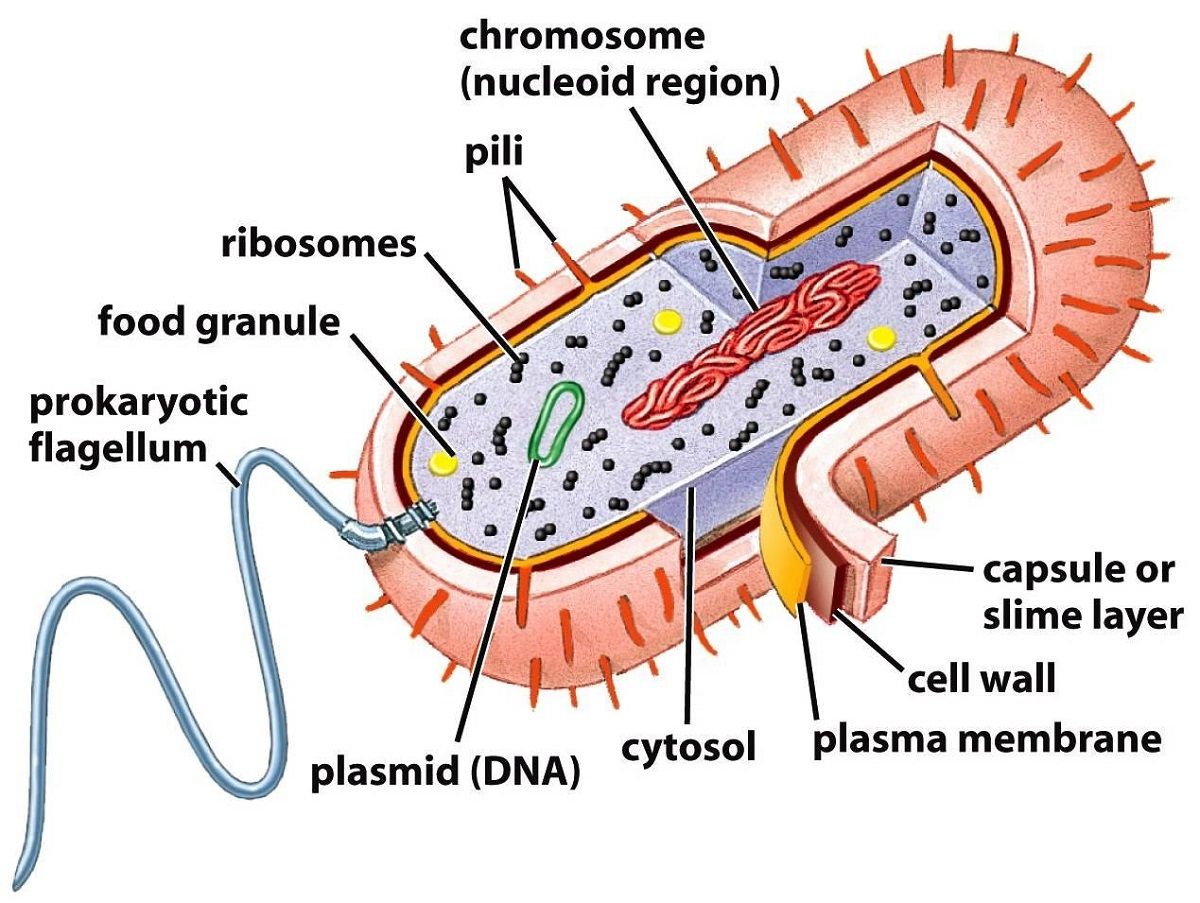 chromosome
(nucleoid region)
pili
ribosomes
food granule
prokaryotic
flagellum
capsule or
slime layer
cell wall
plasma membrane
cytosol
plasmid (DNA)